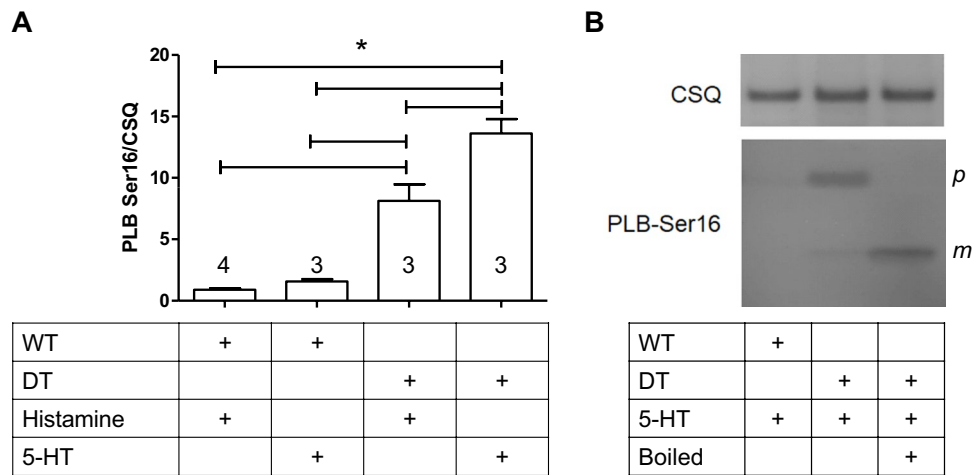 A
PLB Ser16/CSQ
20
15
10
5
0
*
4
3
3
3
WT + +
DT + +
Histamine + +
5-HT + +
B
CSQ
PLB-Ser16
p
m
WT +
DT + +
5-HT + + +
Boiled +